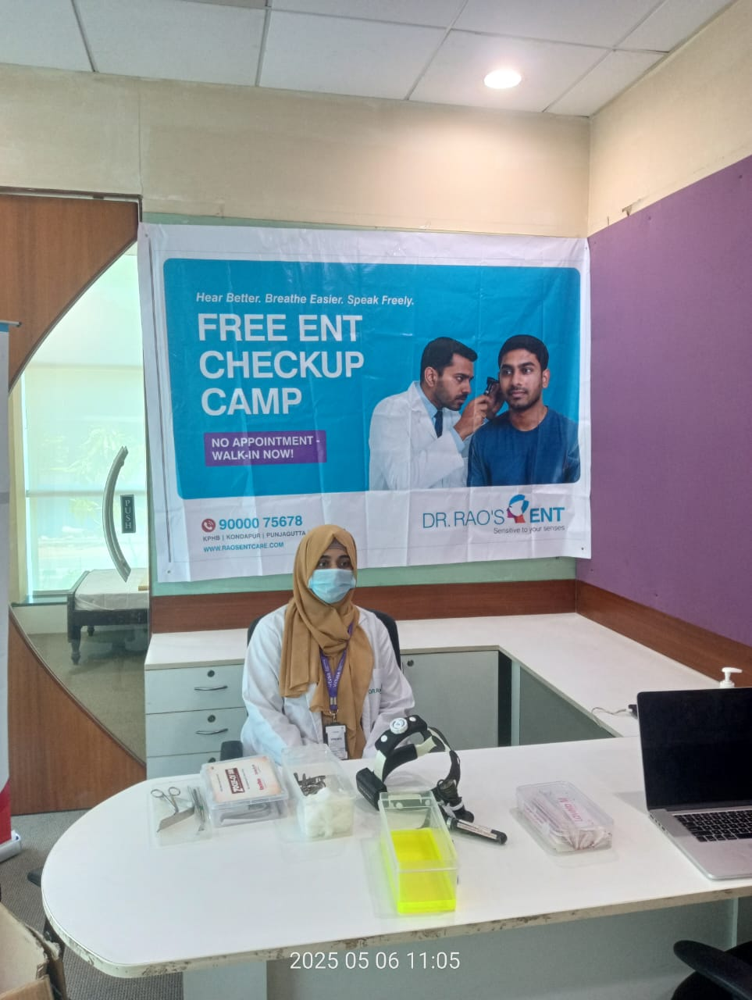 Hear Better. Breathe Easier. Speak Freely.
FREE ENT
CHECKUP
CAMP
NO APPOINTMENT -
WALK-IN NOW!
90000 75678
KPHB | KONDAPUR | PUNJAGUTTA
WWW.RAOSENTCARE.COM
DR. RAO'S ENT
Sensitive to your senses
PUSH
2025 05 06 11:05